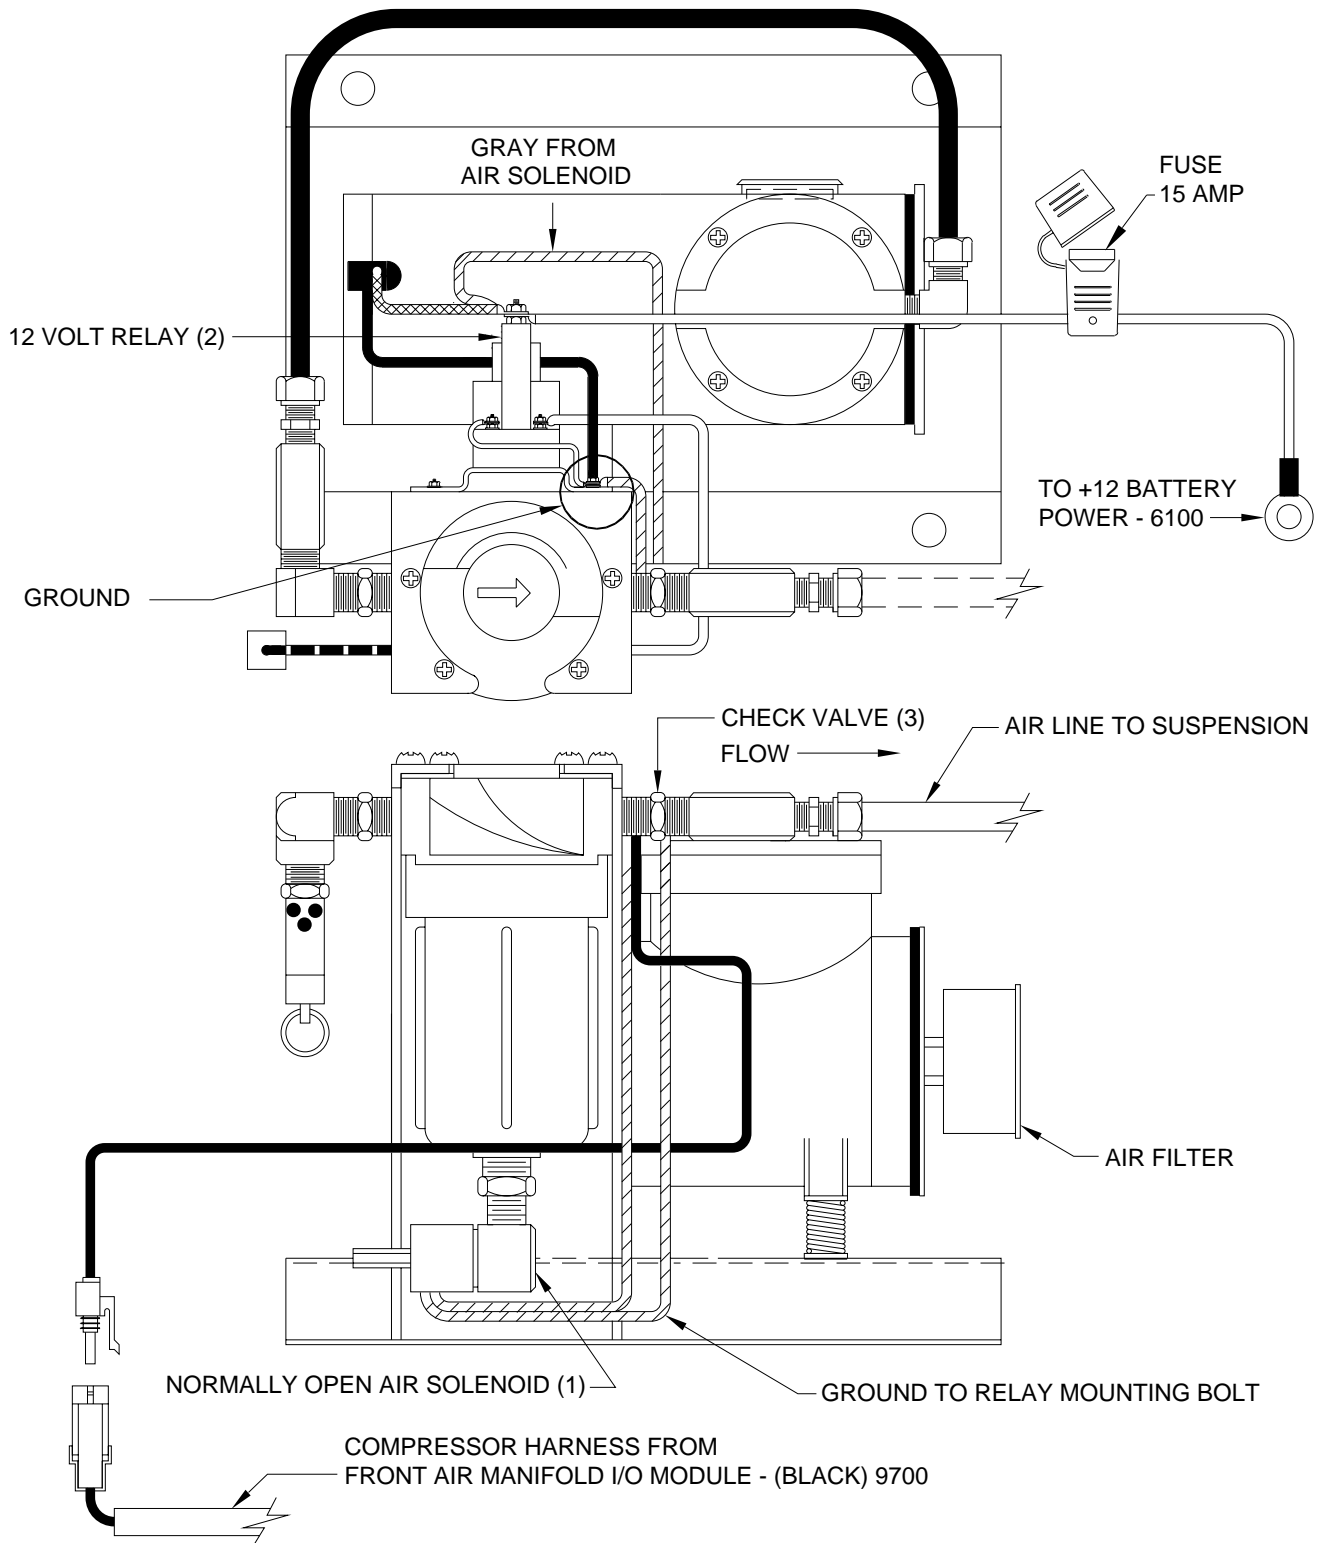 GRAY FROM
AIR SOLENOID
FUSE
15 AMP
12 VOLT RELAY (2)
TO +12 BATTERY
POWER - 6100
GROUND
CHECK VALVE (3)
FLOW
AIR LINE TO SUSPENSION
AIR FILTER
NORMALLY OPEN AIR SOLENOID (1)
GROUND TO RELAY MOUNTING BOLT
COMPRESSOR HARNESS FROM
FRONT AIR MANIFOLD I/O MODULE - (BLACK) 9700